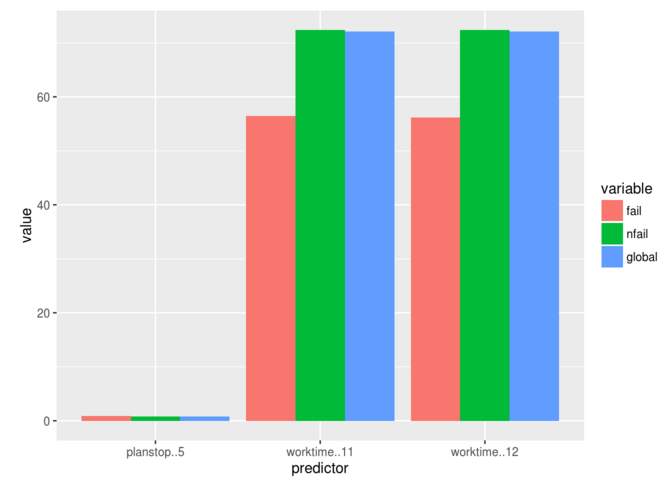 value
60
40
20
0
planstop..5
worktime..11
worktime..12
predictor
variable
fail
nfail
global